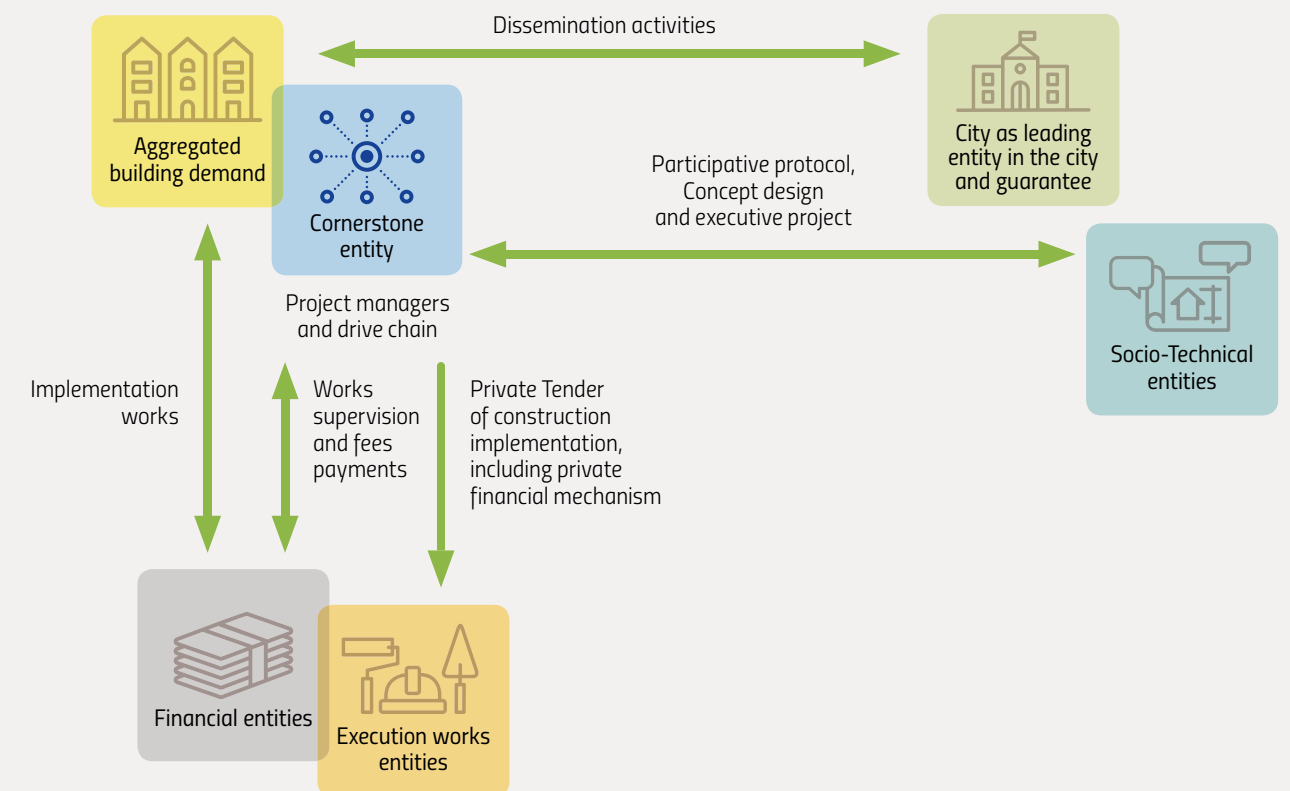 Dissemination activities
Aggregated
building demand
Cornerstone
entity
City as leading
entity in the city
and guarantee
Participative protocol,
Concept design
and executive project
Socio-Technical
entities
Project managers
and drive chain
Implementation
works
Works
supervision
and fees
payments
Private Tender
of construction
implementation,
including private
financial mechanism
Financial entities
Execution works
entities